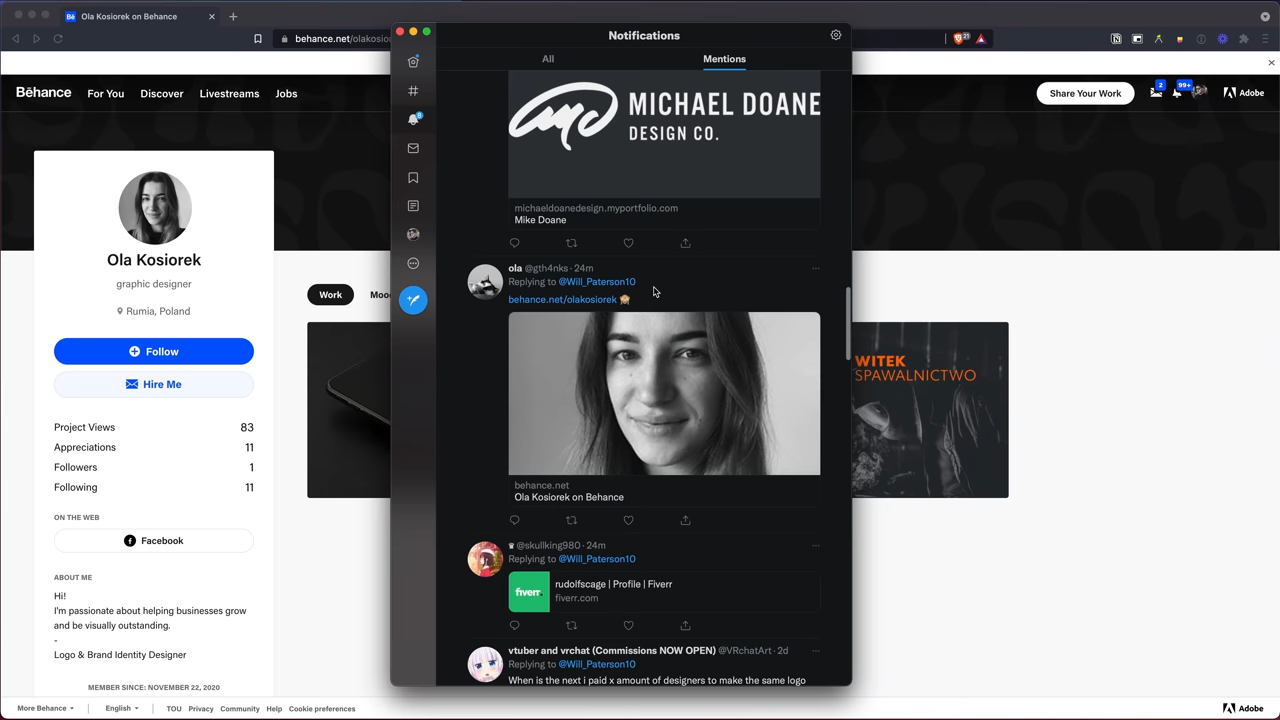 Bē Ola Kosiorek on Behance
behance.net/olakosior
21
Bēhance
For You
Discover
Livestreams
Jobs
Share Your Work
2
99+
Adobe
Ola Kosiorek
graphic designer
Rumia, Poland
Follow
Hire Me
Project Views 83
Appreciations 11
Followers 1
Following 11
ON THE WEB
Facebook
ABOUT ME
Hi!
I'm passionate about helping businesses grow
and be visually outstanding.
-
Logo & Brand Identity Designer
MEMBER SINCE: NOVEMBER 22, 2020
Work
Moo
Notifications
All
Mentions
8
MICHAEL DOANE
DESIGN CO.
michaeldoanedesign.myportfolio.com
Mike Doane
ola @gth4nks · 24m
Replying to @Will_Paterson10
behance.net/olakosiorek 🙈
behance.net
Ola Kosiorek on Behance
♛ @skullking980 · 24m
Replying to @Will_Paterson10
fiverr.
rudolfscage | Profile | Fiverr
fiverr.com
vtuber and vrchat (Commissions NOW OPEN) @VRchatArt · 2d
Replying to @Will_Paterson10
When is the next i paid x amount of designers to make the same logo
WITEK
SPAWALNICTWO
More Behance
English
TOU
Privacy
Community
Help
Cookie preferences
Adobe